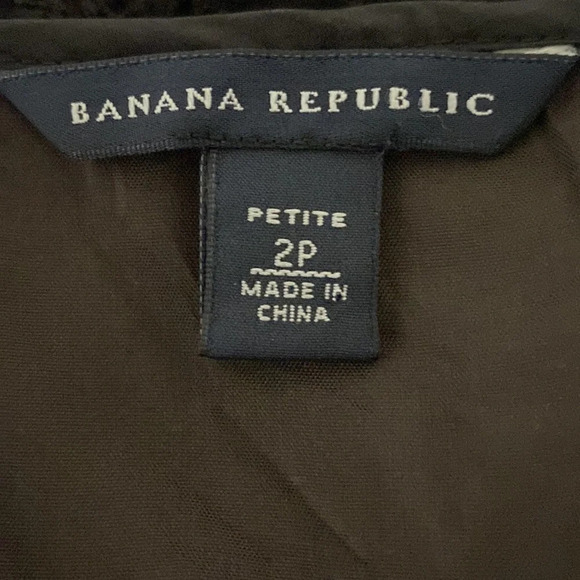 BANANA REPUBLIC
PETITE
2P
MADE IN
CHINA